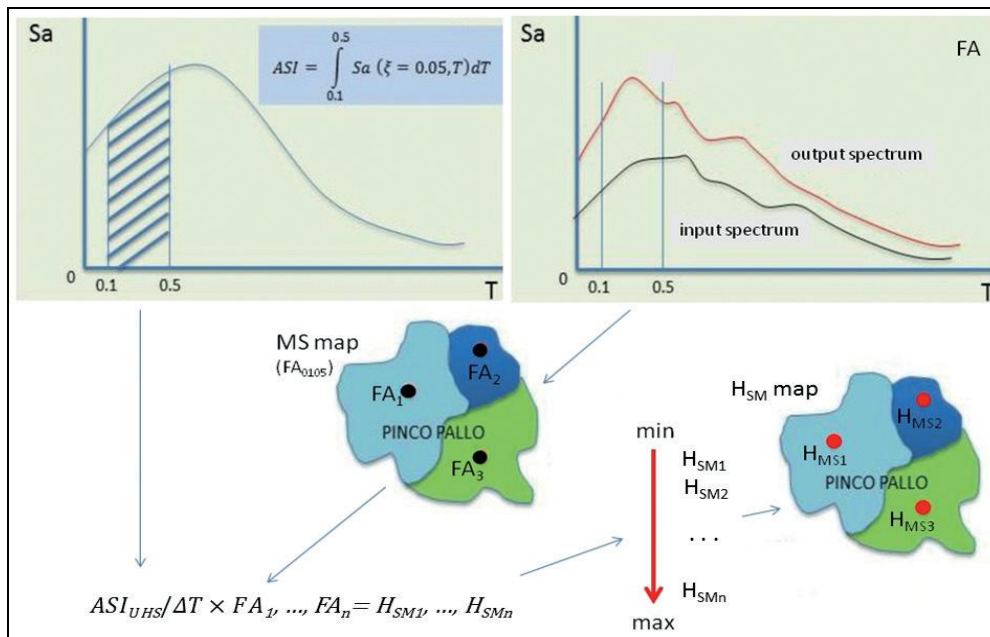 Sa
ASI = ∫ 0.1 0.5 Sa (ξ = 0.05, T)dT
0
0.1
0.5
T
Sa
FA
output spectrum
input spectrum
0
0.1
0.5
T
MS map
(FA0105)
FA1
FA2
PINCO PALLO
FA3
min
HSM1
HSM2
. . .
HSMn
max
HSM map
HMS2
HMS1
PINCO PALLO
HMS3
ASIUHS/ΔT × FA1, ..., FAn = HSM1, ..., HSMn